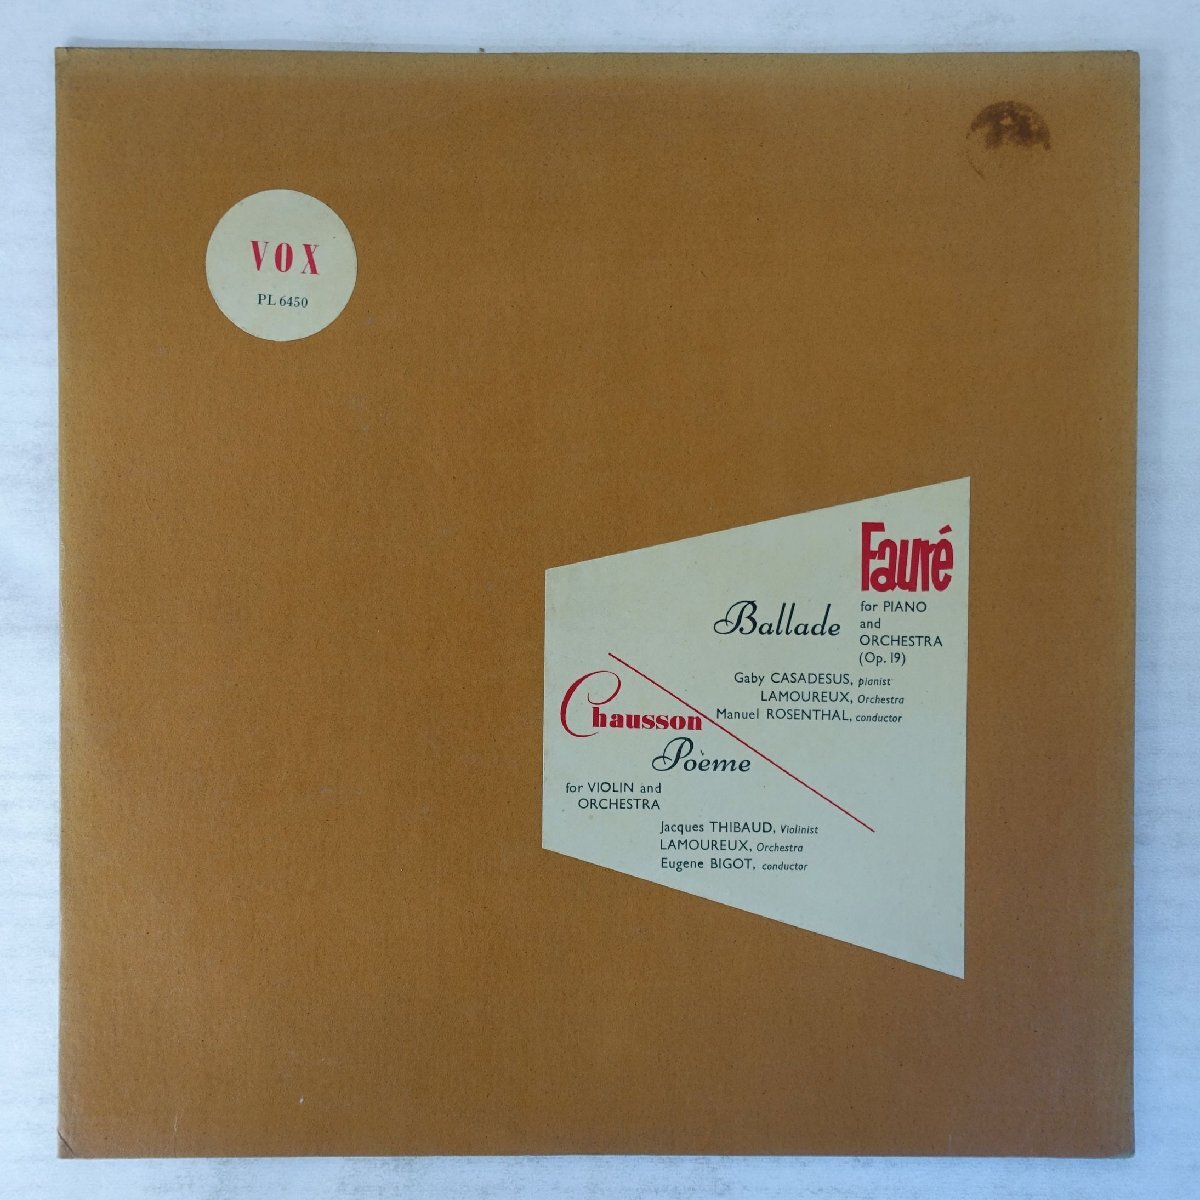 VOX
PL 6450
Fauré
Ballade
for PIANO
and
ORCHESTRA
(Op. 19)
Gaby CASADESUS, pianist
LAMOUREUX, Orchestra
Manuel ROSENTHAL, conductor
Chausson
Poème
for VIOLIN and
ORCHESTRA
Jacques THIBAUD, Violinist
LAMOUREUX, Orchestra
Eugene BIGOT, conductor